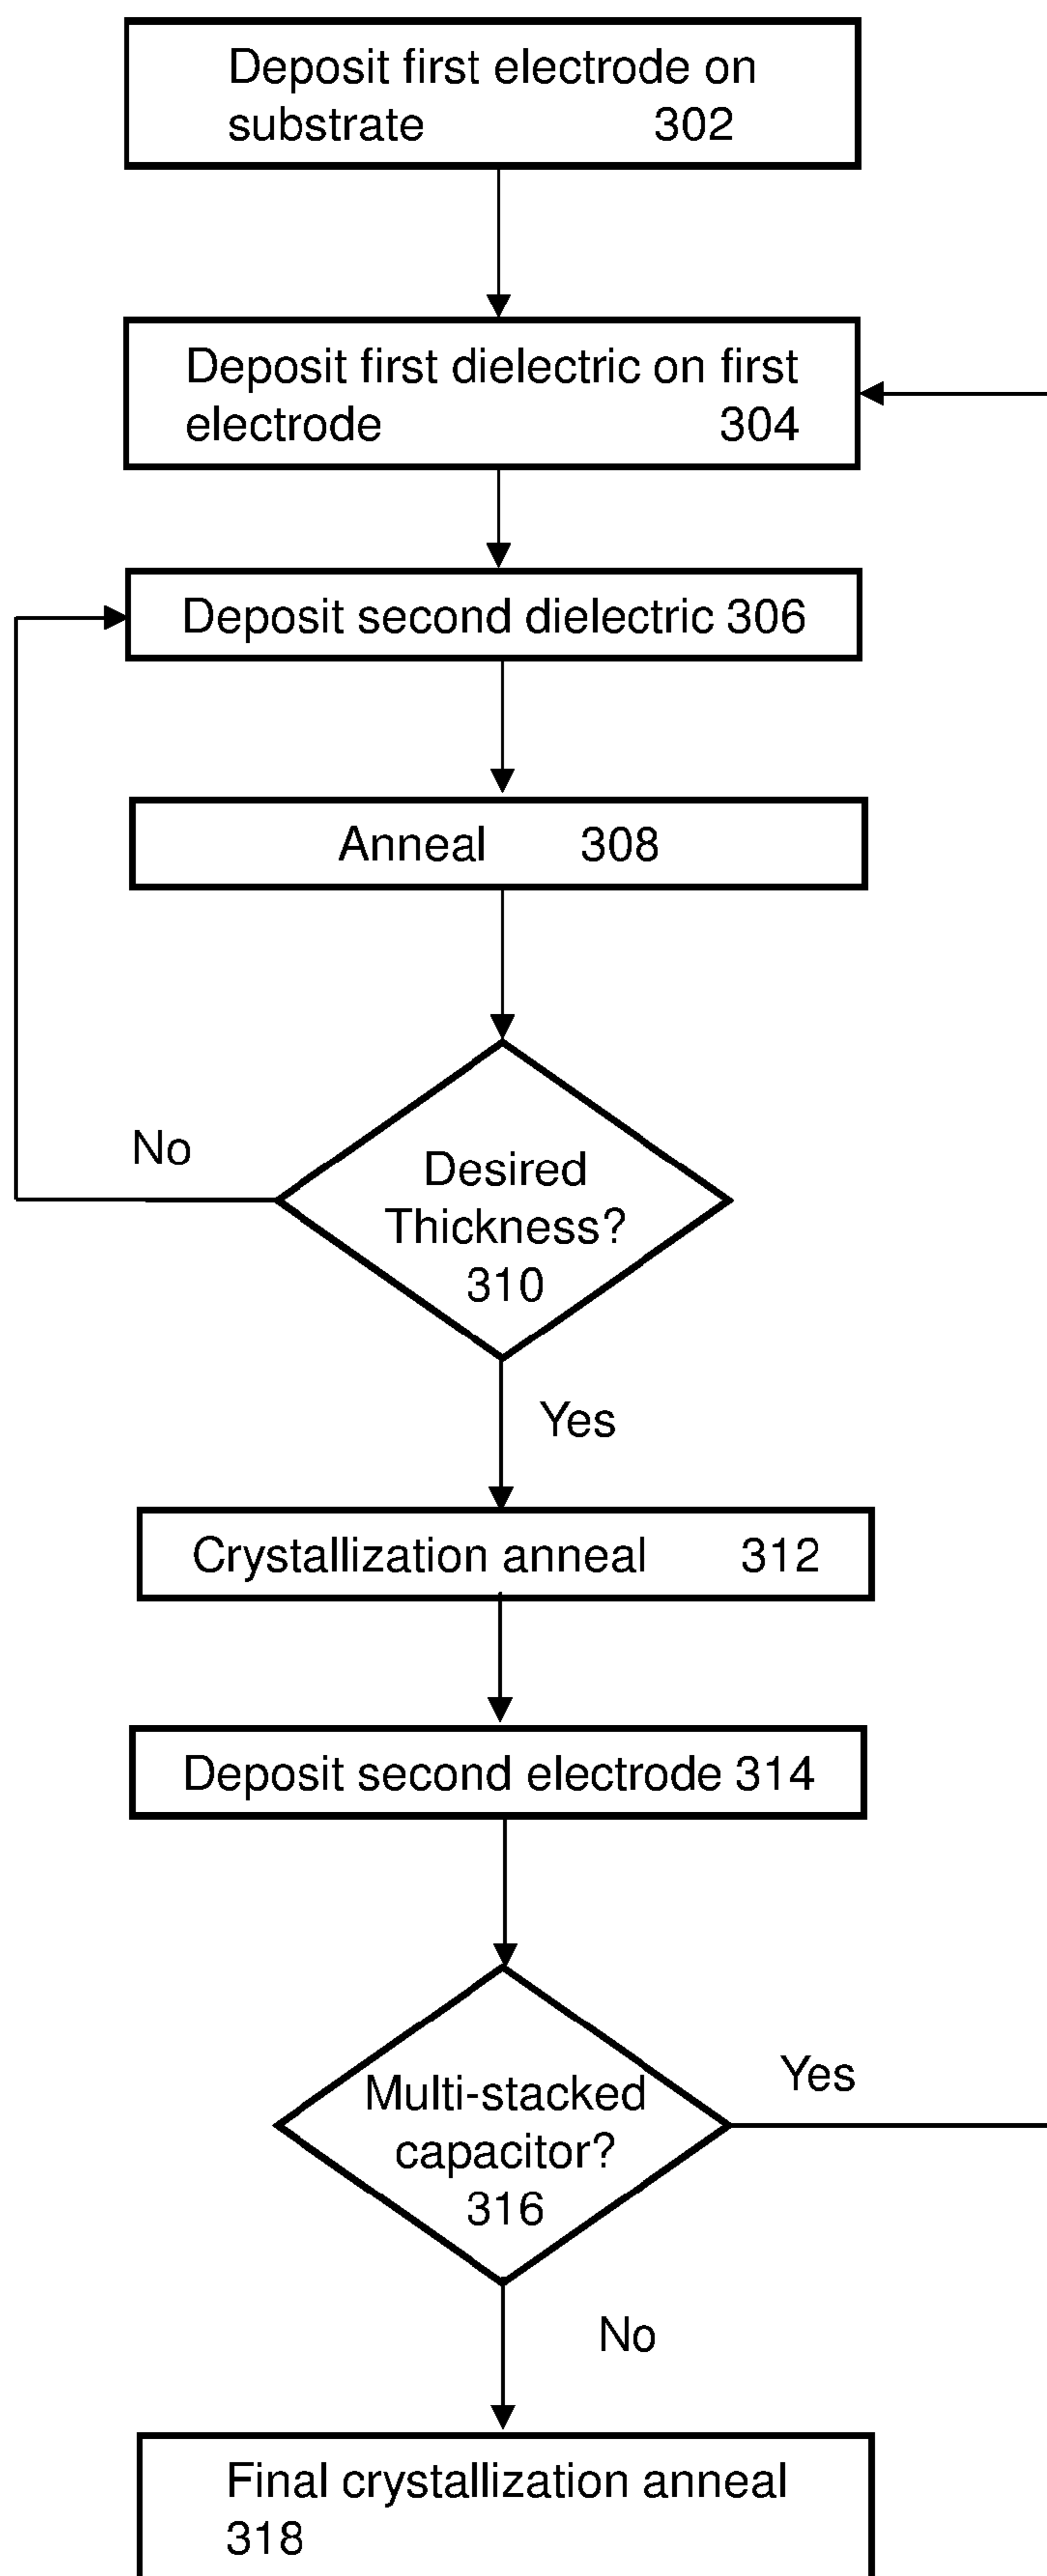 Deposit first electrode on
substrate 302
Deposit first dielectric on first
electrode 304
Deposit second dielectric 306
Anneal 308
No
Desired
Thickness?
310
Yes
Crystallization anneal 312
Deposit second electrode 314
Yes
Multi-stacked
capacitor?
316
No
Final crystallization anneal
318